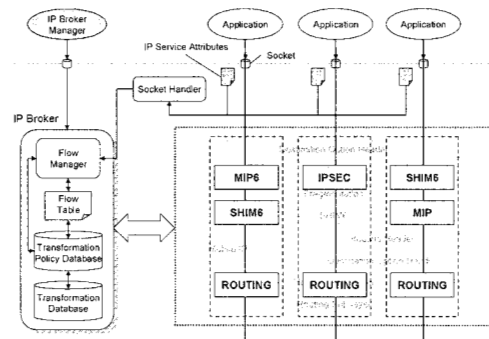 IP Broker
Manager
Application
Application
Application
IP Service Attributes
Socket
Socket Handler
IP Broker
Flow
Manager
Flow
Table
Transformation
Policy Database
Transformation
Database
MIP6
SHIM6
ROUTING
IPSEC
ROUTING
SHIM6
MIP
ROUTING